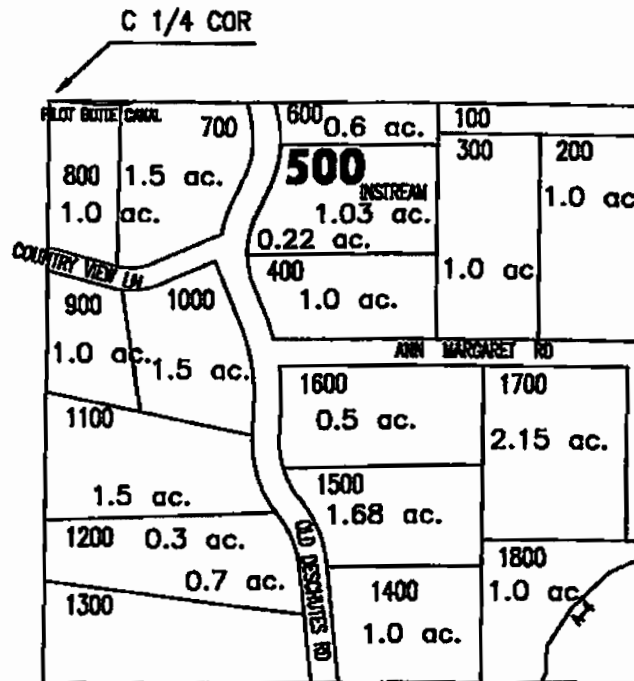 C 1/4 COR
PILOT BUTTE CANAL
700
600
0.6 ac.
100
800
1.5 ac.
1.0 ac.
500
INSTREAM
1.03 ac.
0.22 ac.
300
1.0 ac
200
1.0 ac
COUNTRY VIEW LN
400
1.0 ac.
900
1.0 ac.
1000
1.5 ac.
ANN MARGARET RD
1600
0.5 ac.
1700
2.15 ac.
1100
1.5 ac.
1500
1.68 ac.
1200
0.3 ac.
0.7 ac.
OLD DESCHUTES RD
1800
1.0 ac
1300
1400
1.0 ac.